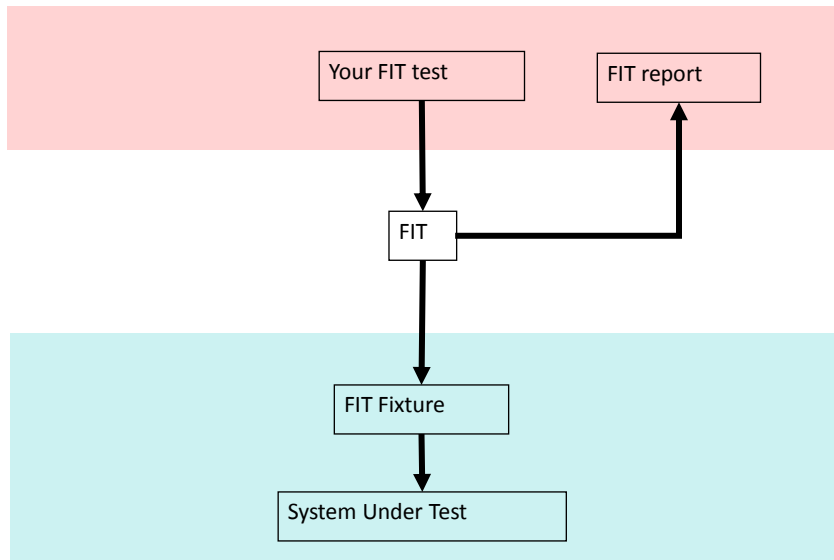 Your FIT test
FIT report
FIT
FIT Fixture
System Under Test